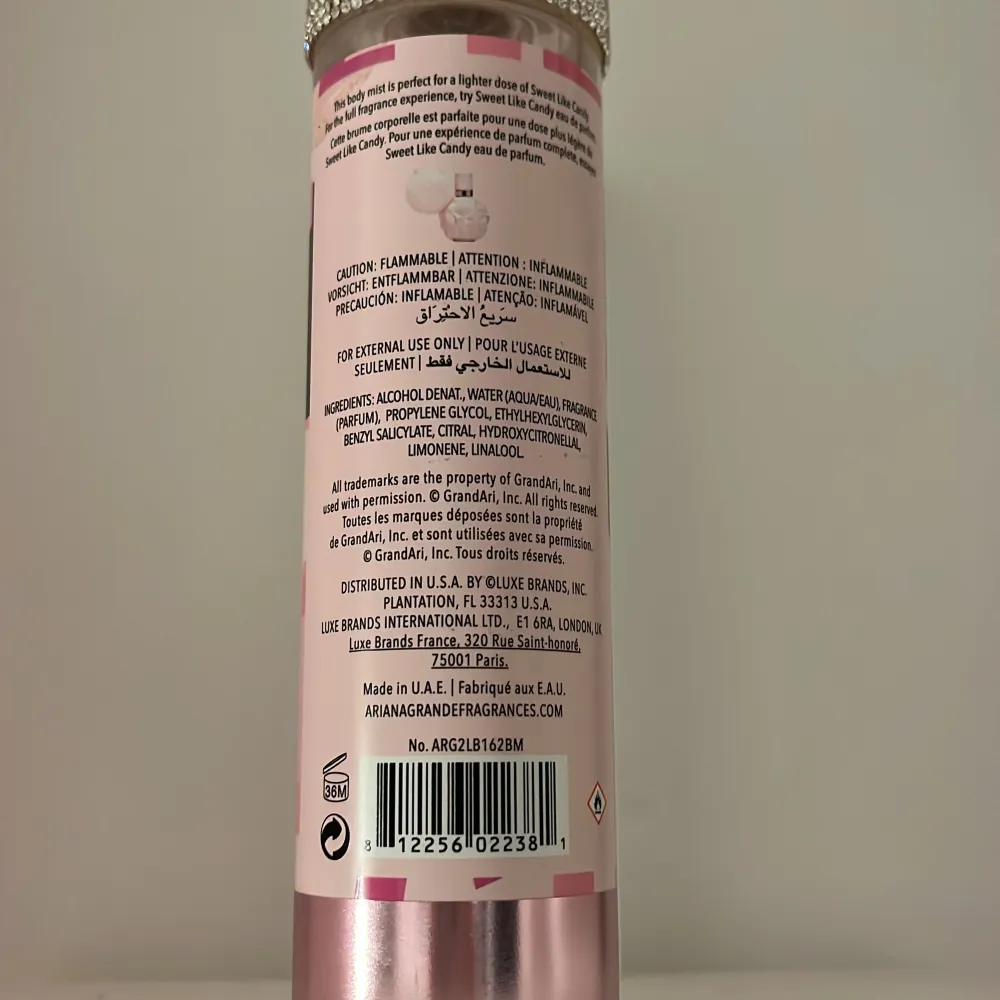 This body mist is perfect for a lighter dose of Sweet Like Candy.
For the full fragrance experience, try Sweet Like Candy eau de parfum.
Cette brume corporelle est parfaite pour une dose plus légère de
Sweet Like Candy. Pour une expérience de parfum complète, essayez
Sweet Like Candy eau de parfum.
CAUTION: FLAMMABLE | ATTENTION : INFLAMMABLE
VORSICHT: ENTFLAMMBAR | ATTENZIONE: INFLAMMABILE
PRECAUCIÓN: INFLAMABLE | ATENÇÃO: INFLAMÁVEL
سَرِيعُ الاحْتِرَاق
FOR EXTERNAL USE ONLY | POUR L'USAGE EXTERNE
SEULEMENT | للاستعمال الخارجي فقط
INGREDIENTS: ALCOHOL DENAT., WATER (AQUA/EAU), FRAGRANCE
(PARFUM), PROPYLENE GLYCOL, ETHYLHEXYLGLYCERIN,
BENZYL SALICYLATE, CITRAL, HYDROXYCITRONELLAL,
LIMONENE, LINALOOL.
All trademarks are the property of GrandAri, Inc. and
used with permission. © GrandAri, Inc. All rights reserved.
Toutes les marques déposées sont la propriété
de GrandAri, Inc. et sont utilisées avec sa permission.
© GrandAri, Inc. Tous droits réservés.
DISTRIBUTED IN U.S.A. BY ©LUXE BRANDS, INC.
PLANTATION, FL 33313 U.S.A.
LUXE BRANDS INTERNATIONAL LTD., E1 6RA, LONDON, UK
Luxe Brands France, 320 Rue Saint-honoré,
75001 Paris.
Made in U.A.E. | Fabriqué aux E.A.U.
ARIANAGRANDEFRAGRANCES.COM
No. ARG2LB162BM
36M
8 12256 02238 1